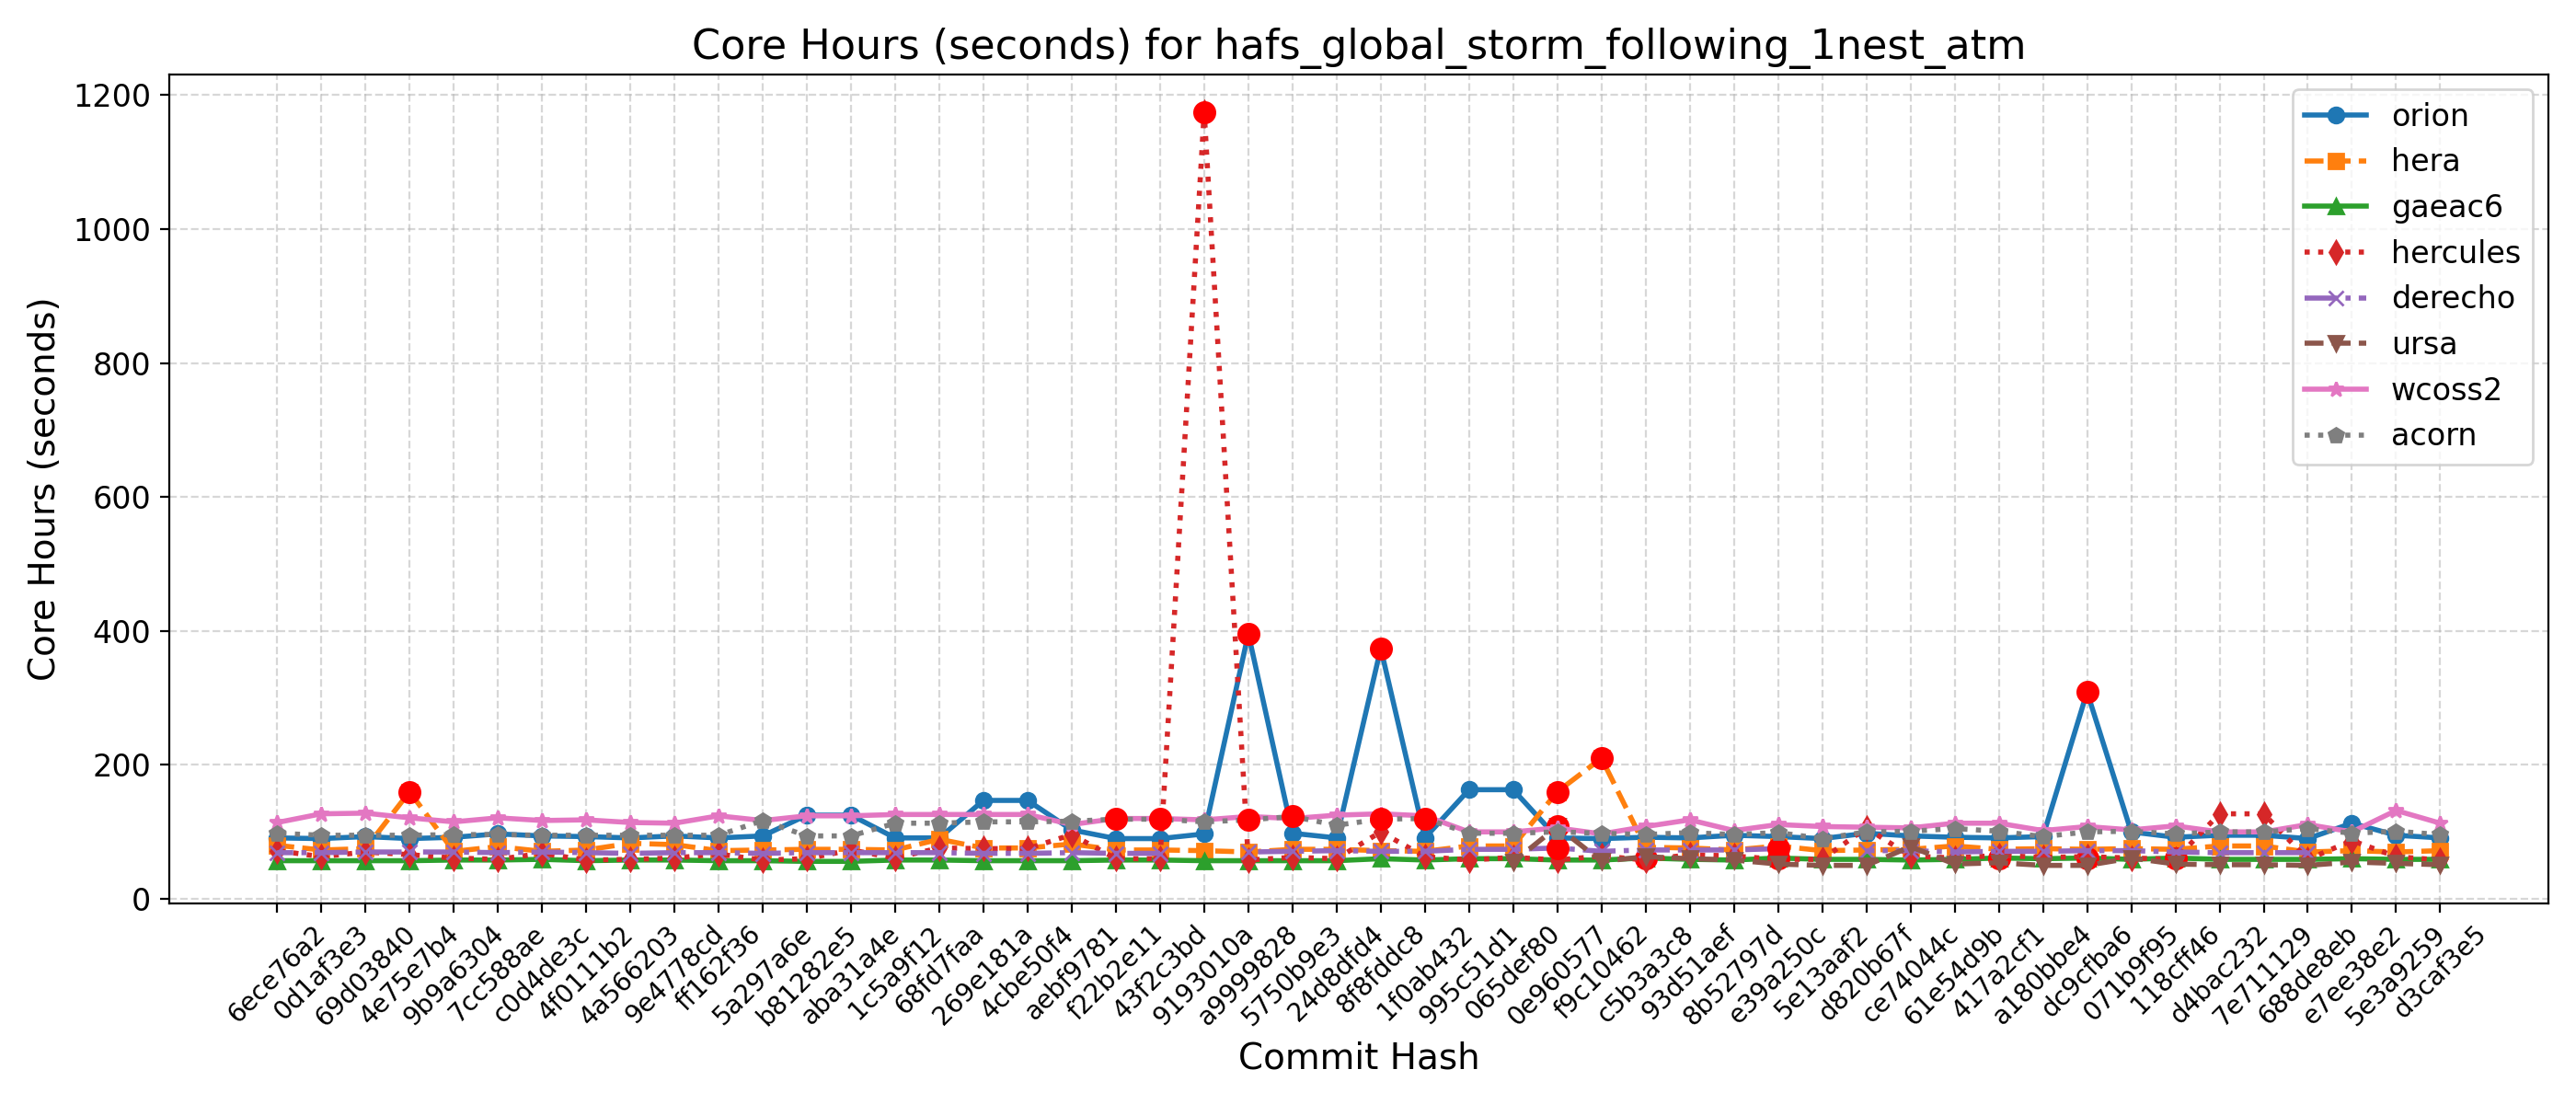 Core Hours (seconds) for hafs_global_storm_following_1nest_atm
Core Hours (seconds)
1200
1000
800
600
400
200
0
orion
hera
gaeac6
hercules
derecho
ursa
wcoss2
acorn
6ece76a2
0d1af3e3
69d03840
4e75e7b4
9b9a6304
7cc588ae
c0d4de3c
4f0111b2
4a566203
9e4778cd
ff162f36
5a297a6e
b81282e5
aba31a4e
1c5a9f12
68fd7faa
269e181a
4cbe50f4
aebf9781
f22b2e11
43f2c3bd
9193010a
a9999828
5750b9e3
24d8dfd4
8f8fddc8
1f0ab432
995c51d1
065def80
0e960577
f9c10462
c5b3a3c8
93d51aef
8b52797d
e39a250c
5e13aaf2
d820b67f
ce74044c
61e54d9b
417a2cf1
a180bbe4
dc9cfba6
071b9f95
118cff46
d4bac232
7e711129
688de8eb
e7ee38e2
5e3a9259
d3caf3e5
Commit Hash